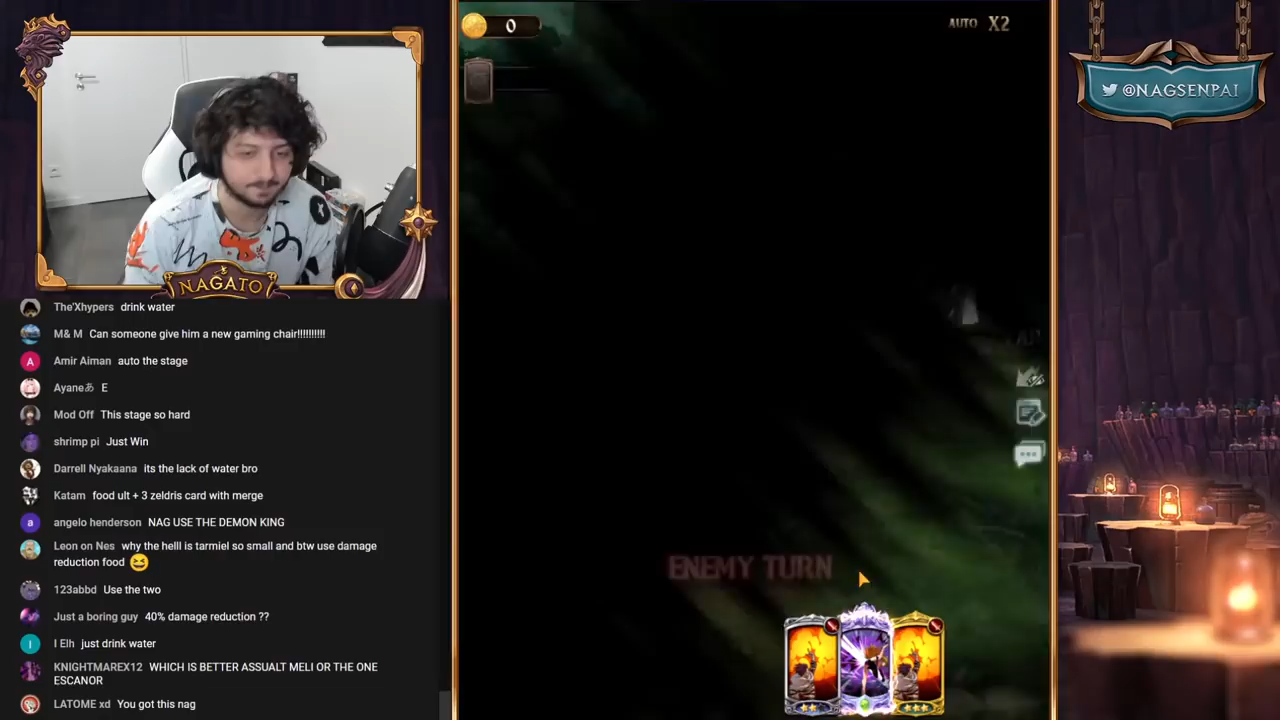 0
AUTO X2
@NAGSENPAI
NAGATO
The'Xhypers drink water
M& M Can someone give him a new gaming chair!!!!!!!!!!
A Amir Aiman auto the stage
Ayaneあ E
Mod Off This stage so hard
shrimp pi Just Win
Darrell Nyakaana its the lack of water bro
Katam food ult + 3 zeldris card with merge
a angelo henderson NAG USE THE DEMON KING
Leon on Nes why the helll is tarmiel so small and btw use damage
reduction food 😆
123abbd Use the two
Just a boring guy 40% damage reduction ??
I I Elh just drink water
KNIGHTMAREX12 WHICH IS BETTER ASSUALT MELI OR THE ONE
ESCANOR
LATOME xd You got this nag
ENEMY TURN